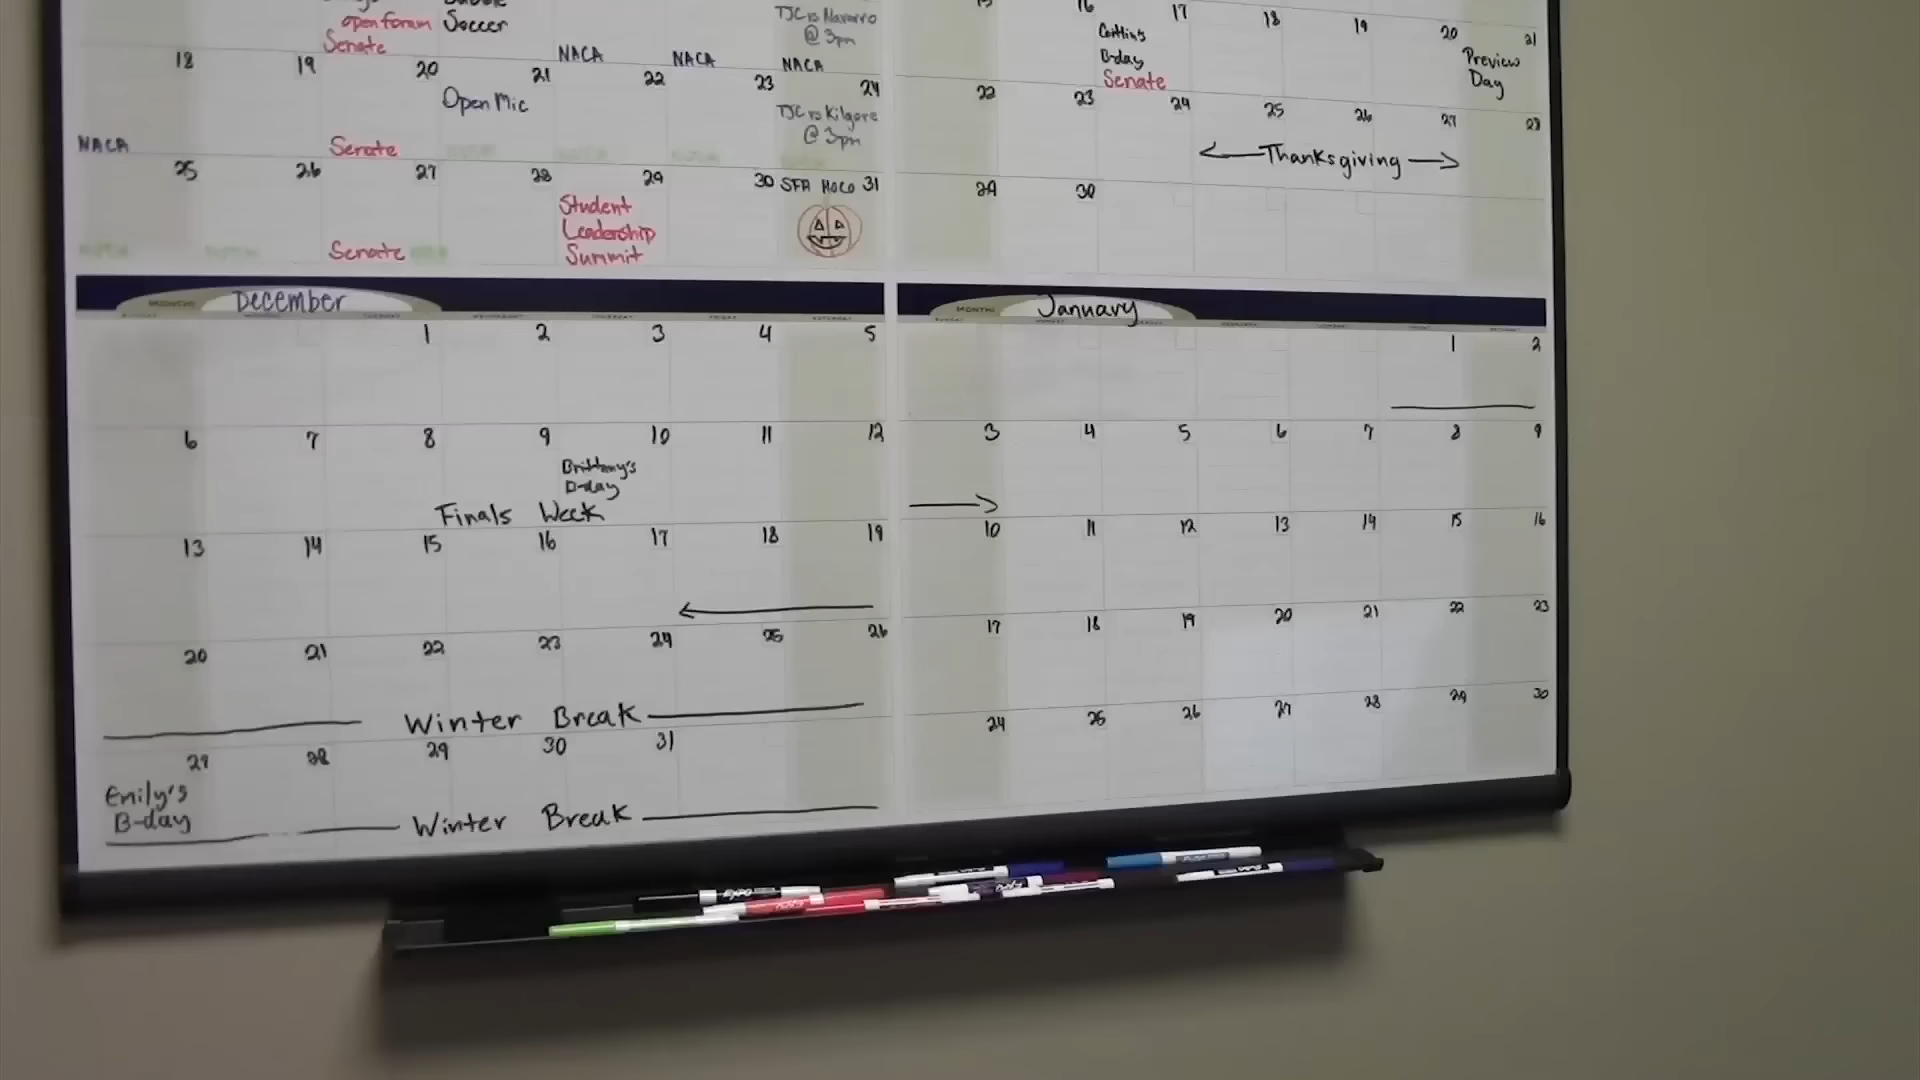 open forum Soccer
Senate
TJC vs Navarro
@ 3pm
18 19 20 21 22 23 24
NACA NACA NACA
Open Mic
TJC vs Kilgore
@ 3pm
NACA
Senate
25 26 27 28 29 30 SFA HOCO 31
Student
Leadership
Summit
Senate
15 16 17 18 19 20 21
B-day
Senate
Preview
Day
22 23 24 25 26 27 28
Thanksgiving
29 30
MONTH December
1 2 3 4 5
6 7 8 9 10 11 12
Brittany's
B-day
Finals Week
13 14 15 16 17 18 19
20 21 22 23 24 25 26
Winter Break
27 28 29 30 31
Emily's
B-day
Winter Break
MONTH January
1 2
3 4 5 6 7 8 9
10 11 12 13 14 15 16
17 18 19 20 21 22 23
24 25 26 27 28 29 30
EXPO